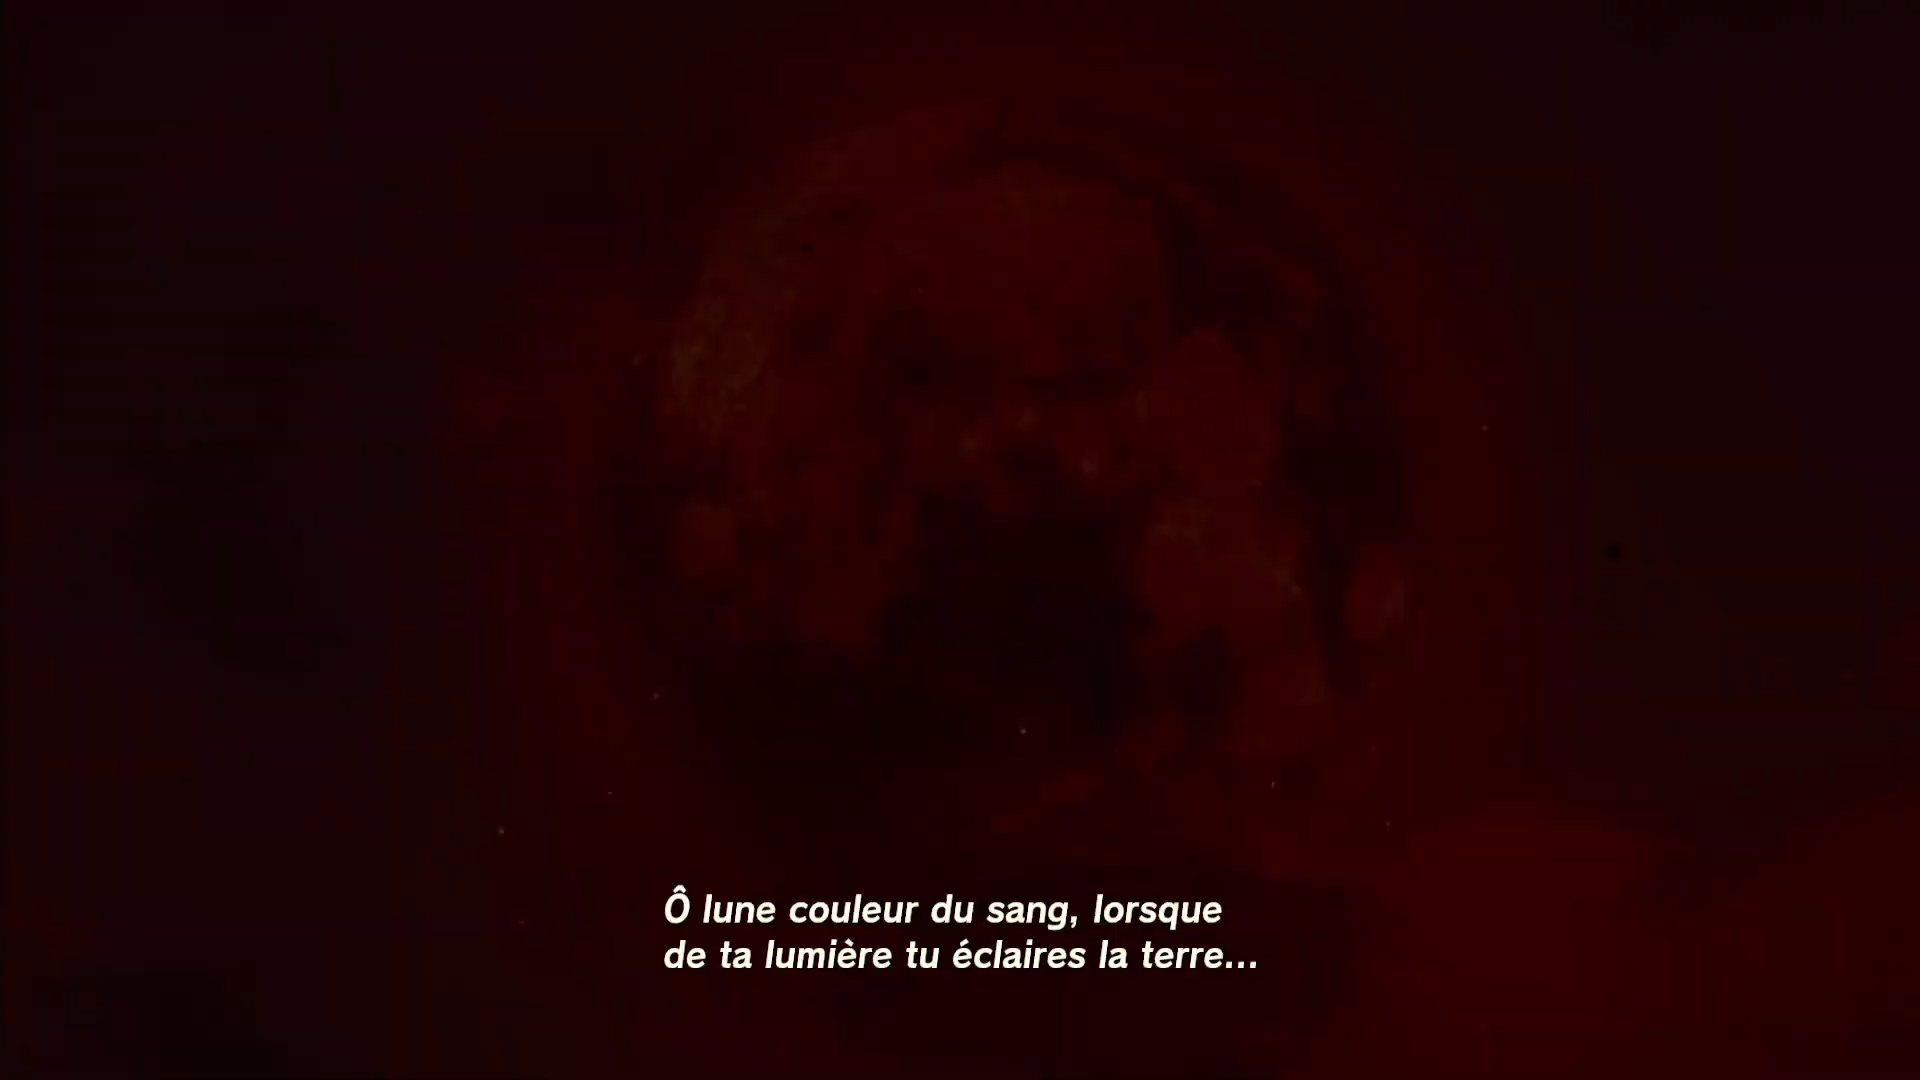 Ô lune couleur du sang, lorsque
de ta lumière tu éclaires la terre...